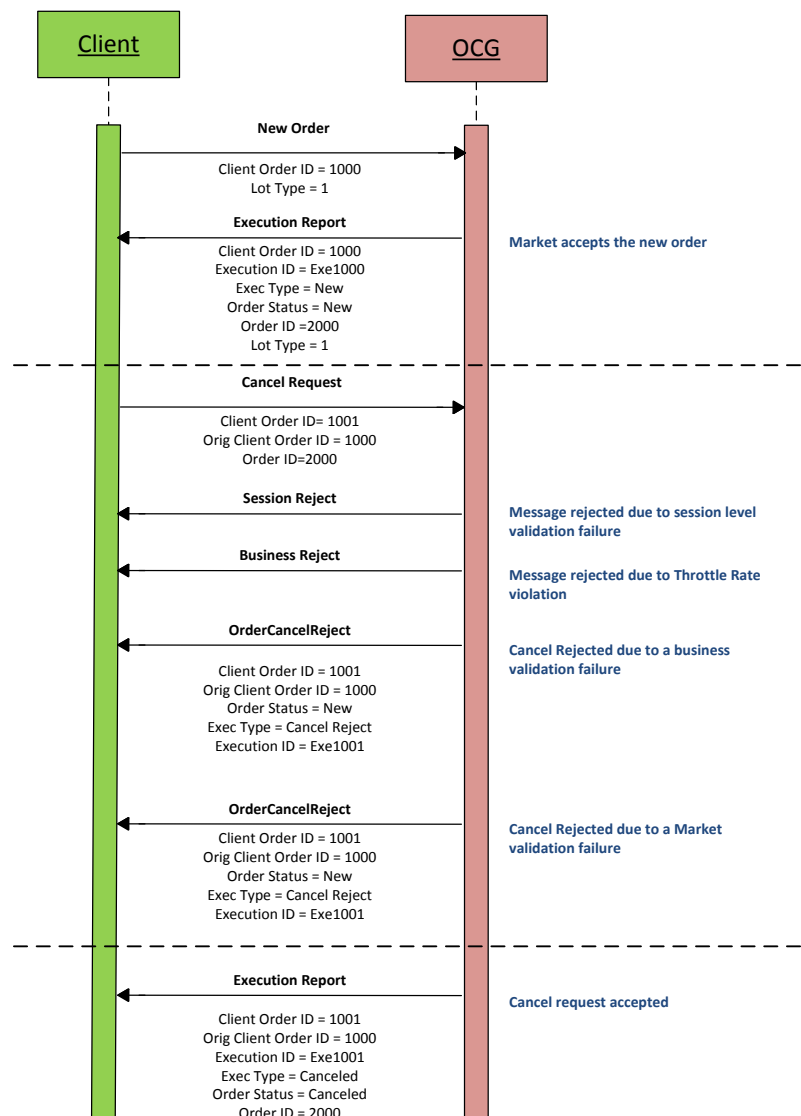 Client
OCG
New Order
Client Order ID = 1000
Lot Type = 1
Execution Report
Market accepts the new order
Client Order ID = 1000
Execution ID = Exe1000
Exec Type = New
Order Status = New
Order ID =2000
Lot Type = 1
Cancel Request
Client Order ID= 1001
Orig Client Order ID = 1000
Order ID=2000
Session Reject
Message rejected due to session level
validation failure
Business Reject
Message rejected due to Throttle Rate
violation
OrderCancelReject
Cancel Rejected due to a business
validation failure
Client Order ID = 1001
Orig Client Order ID = 1000
Order Status = New
Exec Type = Cancel Reject
Execution ID = Exe1001
OrderCancelReject
Cancel Rejected due to a Market
validation failure
Client Order ID = 1001
Orig Client Order ID = 1000
Order Status = New
Exec Type = Cancel Reject
Execution ID = Exe1001
Execution Report
Cancel request accepted
Client Order ID = 1001
Orig Client Order ID = 1000
Execution ID = Exe1001
Exec Type = Canceled
Order Status = Canceled
Order ID = 2000